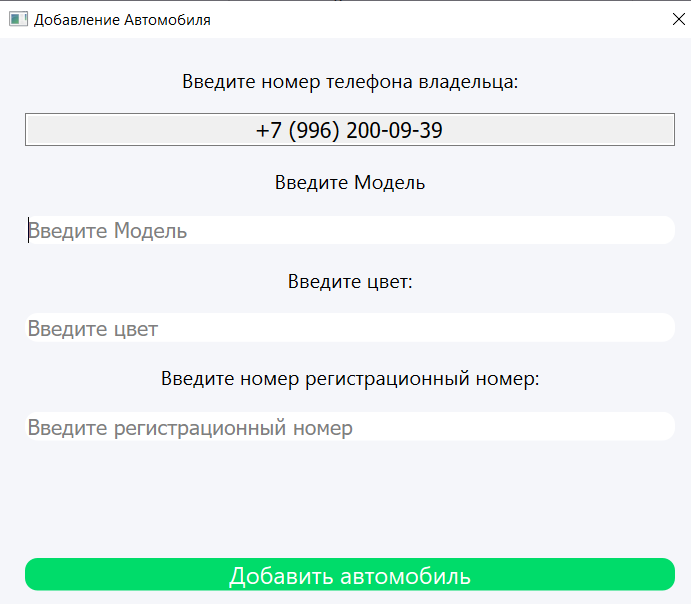 Добавление Автомобиля
Введите номер телефона владельца:
+7 (996) 200-09-39
Введите Модель
Введите Модель
Введите цвет:
Введите цвет
Введите номер регистрационный номер:
Введите регистрационный номер
Добавить автомобиль